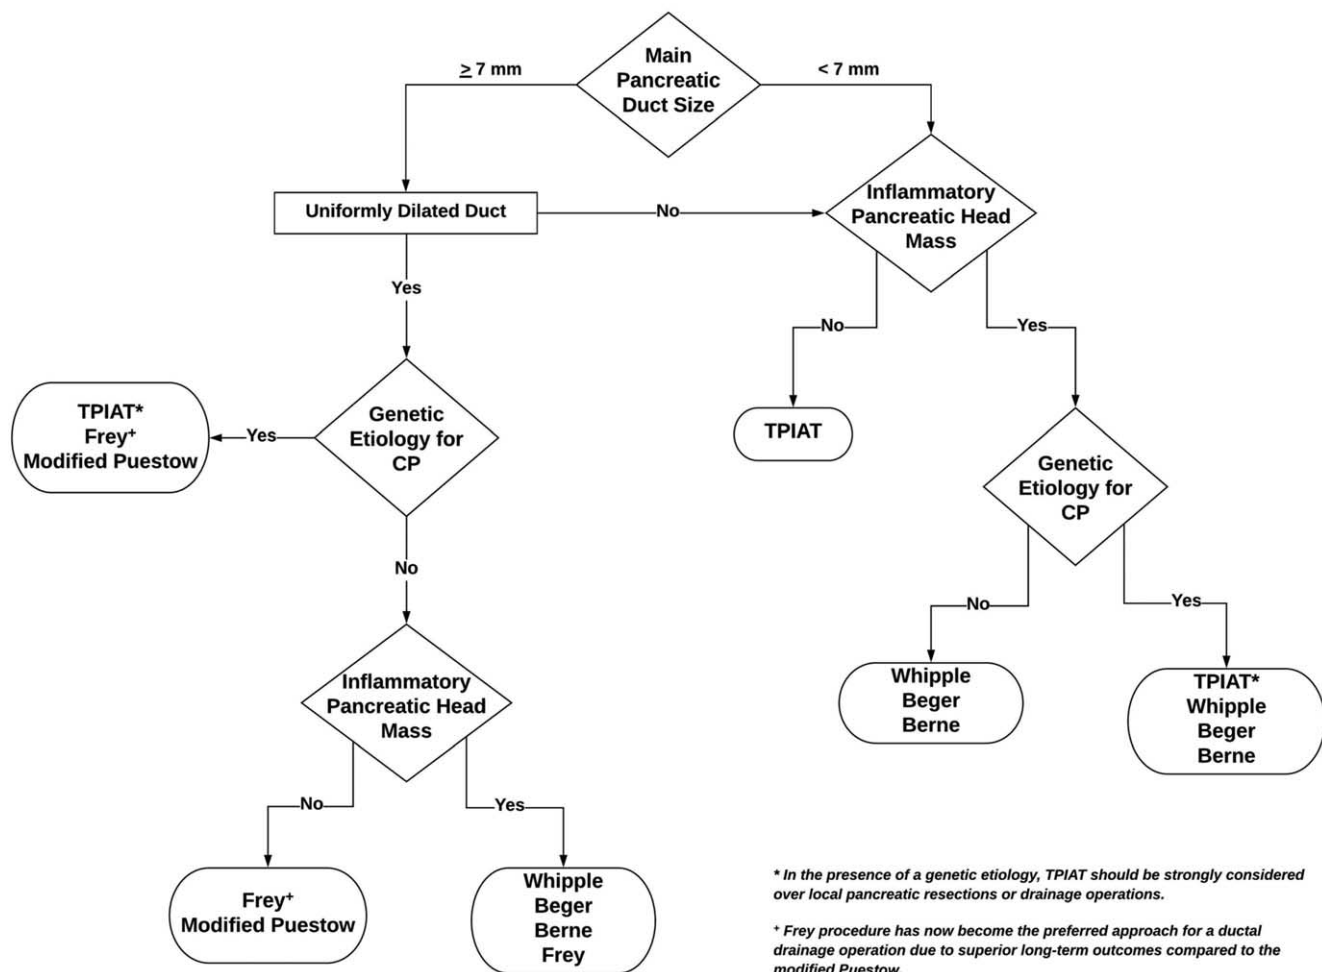 Main
Pancreatic
Duct Size
≥ 7 mm
< 7 mm
Uniformly Dilated Duct
No
Inflammatory
Pancreatic Head
Mass
Yes
No
Yes
Genetic
Etiology for
CP
Yes
TPIAT*
Frey⁺
Modified Puestow
TPIAT
Genetic
Etiology for
CP
No
No
Yes
Inflammatory
Pancreatic Head
Mass
Whipple
Beger
Berne
TPIAT*
Whipple
Beger
Berne
No
Yes
Frey⁺
Modified Puestow
Whipple
Beger
Berne
Frey
* In the presence of a genetic etiology, TPIAT should be strongly considered
over local pancreatic resections or drainage operations.
⁺ Frey procedure has now become the preferred approach for a ductal
drainage operation due to superior long-term outcomes compared to the
modified Puestow